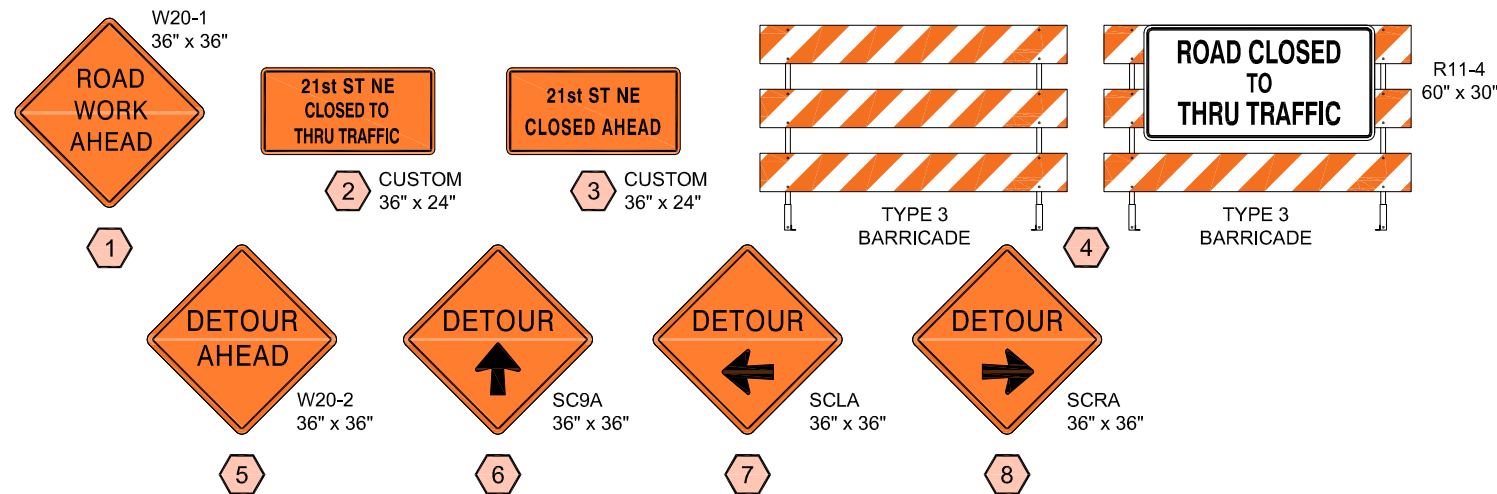 W20-1
36" x 36"
ROAD
WORK
AHEAD
1
21st ST NE
CLOSED TO
THRU TRAFFIC
2
CUSTOM
36" x 24"
21st ST NE
CLOSED AHEAD
3
CUSTOM
36" x 24"
TYPE 3
BARRICADE
ROAD CLOSED
TO
THRU TRAFFIC
R11-4
60" x 30"
TYPE 3
BARRICADE
4
DETOUR
AHEAD
W20-2
36" x 36"
5
DETOUR
SC9A
36" x 36"
6
DETOUR
SCLA
36" x 36"
7
DETOUR
SCRA
36" x 36"
8